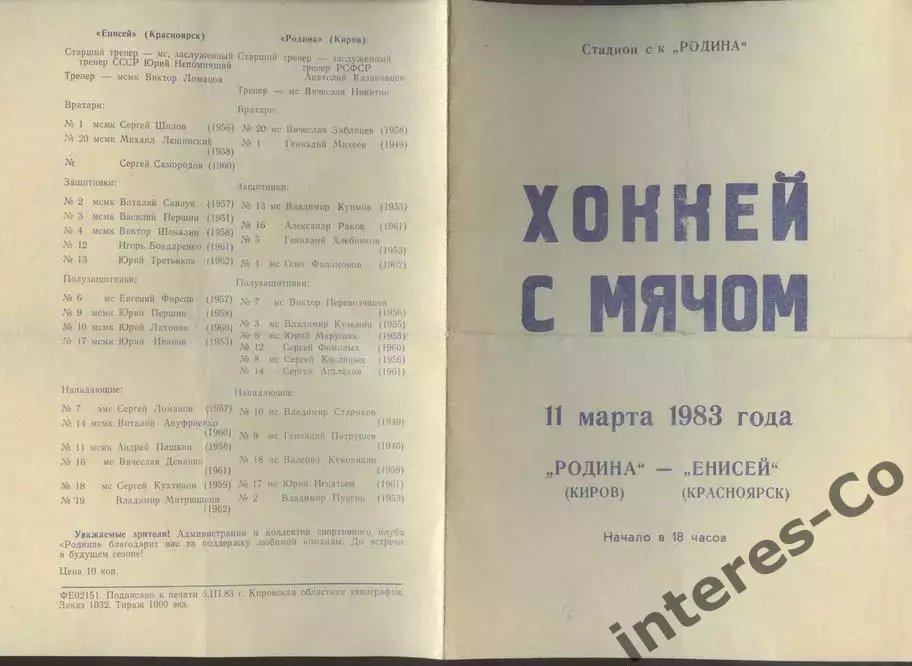 «Енисей» (Красноярск)
Старший тренер — мс, заслуженный
тренер СССР Юрий Непомнящий
Тренер — мсмк Виктор Ломанов
Вратари:
№ 1 мсмк Сергей Шилов (1956)
№ 20 мсмк Михаил Лещинский
(1958)
№ Сергей Самородов (1960)
Защитники:
№ 2 мсмк Виталий Савлук (1957)
№ 3 мсмк Василий Першин (1951)
№ 4 мсмк Виктор Шакалин (1958)
№ 12 Игорь Бондаренко (1961)
№ 13 Юрий Третьяков (1962)
Полузащитники:
№ 6 мс Евгений Фирсов (1957)
№ 9 мсмк Юрий Першин (1958)
№ 10 мсмк Юрий Лахонин (1960)
№ 17 мсмк Юрий Иванов (1953)
Нападающие:
№ 7 змс Сергей Ломанов (1957)
№ 14 мсмк Виталий Ануфриенко
(1960)
№ 11 мсмк Андрей Пашкин (1956)
№ 16 мс Вячеслав Девянин
(1961)
№ 18 мс Сергей Кухтинов (1959)
№ 19 Владимир Митрюшкин
(1962)
«Родина» (Киров)
Старший тренер — заслуженный
тренер РСФСР
Анатолий Казаковцев
Тренер — мс Вячеслав Никитин
Вратари:
№ 20 мс Вячеслав Зяблицев (1958)
№ 1 Геннадий Михеев (1949)
Защитники:
№ 13 мс Владимир Куимов (1955)
№ 16 Александр Раков (1961)
№ 5 Геннадий Хлебников
(1953)
№ 4 мс Олег Филимонов (1962)
Полузащитники:
№ 7 мс Виктор Перевозчиков
(1956)
№ 3 мс Владимир Кузьмин (1955)
№ 6 мс Юрий Марушак (1955)
№ 12 Сергей Фоминых (1960)
№ 8 мс Сергей Кислицын (1956)
№ 14 Сергей Агалаков (1961)
Нападающие:
№ 10 мс Владимир Стариков
(1949)
№ 9 мс Геннадий Патрушев
(1946)
№ 18 мс Валерий Куковякин
(1959)
№ 17 мс Юрий Игнатьев (1961)
№ 2 Владимир Пунгин (1953)
Уважаемые зрители! Администрация и коллектив спортивного клуба
«Родина» благодарит вас за поддержку любимой команды. До встречи
в будущем сезоне!
Цена 10 коп.
ФЕ02151. Подписано к печати 5.III.83 г. Кировская областная типография.
Заказ 1032. Тираж 1000 экз.
Стадион с к „РОДИНА“
ХОККЕЙ
С МЯЧОМ
11 марта 1983 года
„РОДИНА“ — „ЕНИСЕЙ“
(КИРОВ) (КРАСНОЯРСК)
Начало в 18 часов
interes-Co